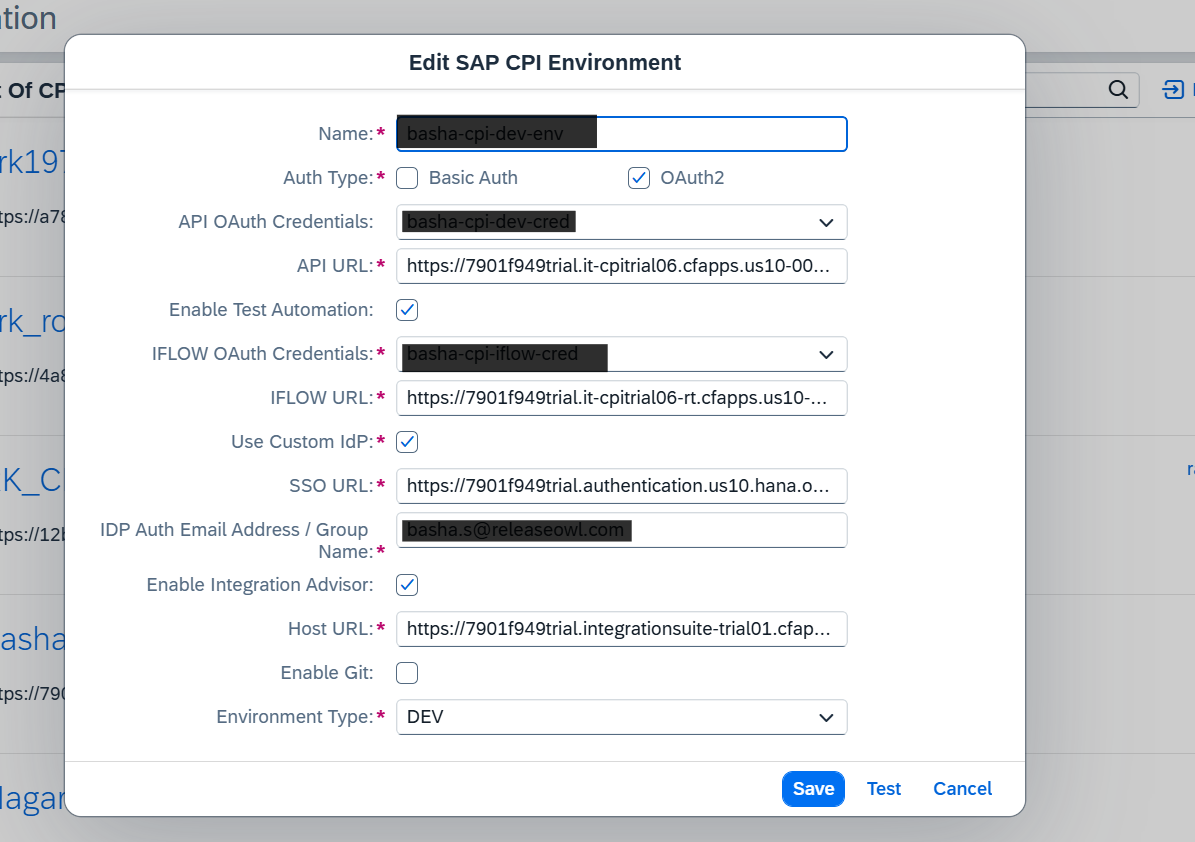 tion
Edit SAP CPI Environment
t Of CP
Name:* basha-cpi-dev-env
rk197
Auth Type:* Basic Auth OAuth2
tps://a78
API OAuth Credentials: basha-cpi-dev-cred
API URL:* https://7901f949trial.it-cpitrial06.cfapps.us10-00...
Enable Test Automation:
rk_ro
IFLOW OAuth Credentials:* basha-cpi-iflow-cred
tps://4a8
IFLOW URL:* https://7901f949trial.it-cpitrial06-rt.cfapps.us10-...
Use Custom IdP:*
K_C
SSO URL:* https://7901f949trial.authentication.us10.hana.o...
IDP Auth Email Address / Group
Name:* basha.s@releaseowl.com
tps://12b
Enable Integration Advisor:
Host URL:* https://7901f949trial.integrationsuite-trial01.cfap...
asha
Enable Git:
tps://790
Environment Type:* DEV
Save Test Cancel
lagar